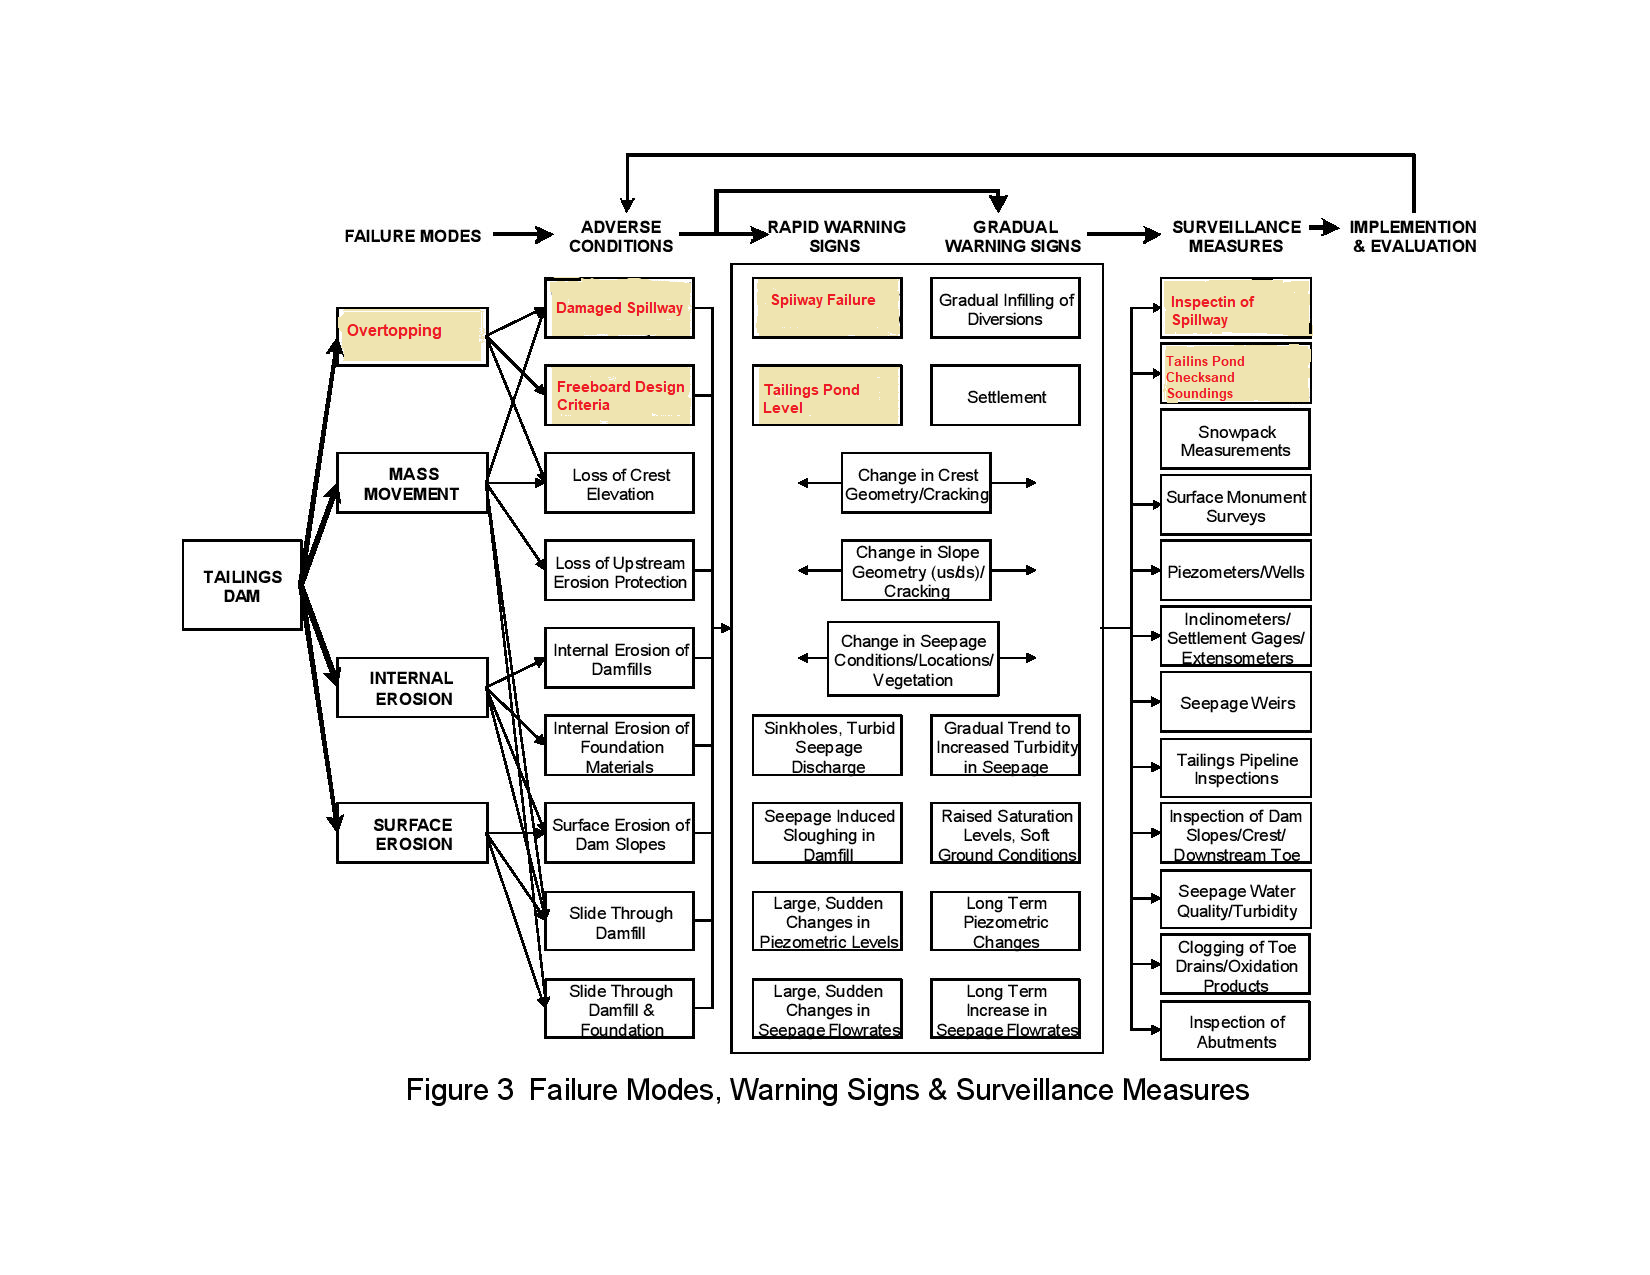 FAILURE MODES
ADVERSE
CONDITIONS
RAPID WARNING
SIGNS
GRADUAL
WARNING SIGNS
SURVEILLANCE
MEASURES
IMPLEMENTION
& EVALUATION
TAILINGS
DAM
Overtopping
MASS
MOVEMENT
INTERNAL
EROSION
SURFACE
EROSION
Damaged Spillway
Freeboard Design
Criteria
Loss of Crest
Elevation
Loss of Upstream
Erosion Protection
Internal Erosion of
Damfills
Internal Erosion of
Foundation
Materials
Surface Erosion of
Dam Slopes
Slide Through
Damfill
Slide Through
Damfill &
Foundation
Spiiway Failure
Gradual Infilling of
Diversions
Tailings Pond
Level
Settlement
Change in Crest
Geometry/Cracking
Change in Slope
Geometry (us/ds)/
Cracking
Change in Seepage
Conditions/Locations/
Vegetation
Sinkholes, Turbid
Seepage
Discharge
Gradual Trend to
Increased Turbidity
in Seepage
Seepage Induced
Sloughing in
Damfill
Raised Saturation
Levels, Soft
Ground Conditions
Large, Sudden
Changes in
Piezometric Levels
Long Term
Piezometric
Changes
Large, Sudden
Changes in
Seepage Flowrates
Long Term
Increase in
Seepage Flowrates
Inspectin of
Spillway
Tailins Pond
Checksand
Soundings
Snowpack
Measurements
Surface Monument
Surveys
Piezometers/Wells
Inclinometers/
Settlement Gages/
Extensometers
Seepage Weirs
Tailings Pipeline
Inspections
Inspection of Dam
Slopes/Crest/
Downstream Toe
Seepage Water
Quality/Turbidity
Clogging of Toe
Drains/Oxidation
Products
Inspection of
Abutments
Figure 3 Failure Modes, Warning Signs & Surveillance Measures